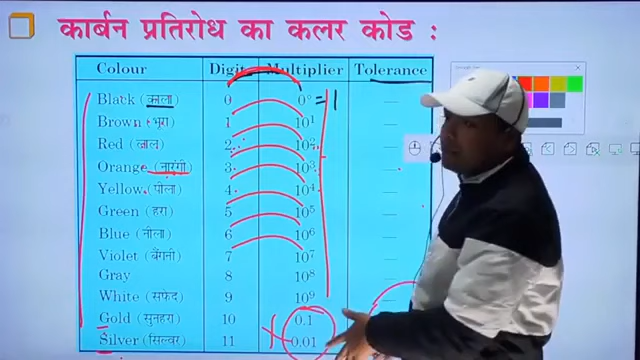 कार्बन प्रतिरोध का कलर कोड :
Colour Digit Multiplier Tolerance
Black (काला) 0 0° =1 —
Brown (भूरा) 1 10¹ —
Red (लाल) 2 10² —
Orange (नारंगी) 3 10³ —
Yellow (पीला) 4 10⁴ —
Green (हरा) 5 10⁵ —
Blue (नीला) 6 10⁶ —
Violet (बैंगनी) 7 10⁷ —
Gray 8 10⁸ —
White (सफेद) 9 10⁹ —
Gold (सुनहरा) 10 0.1
Silver (सिल्वर) 11 0.01